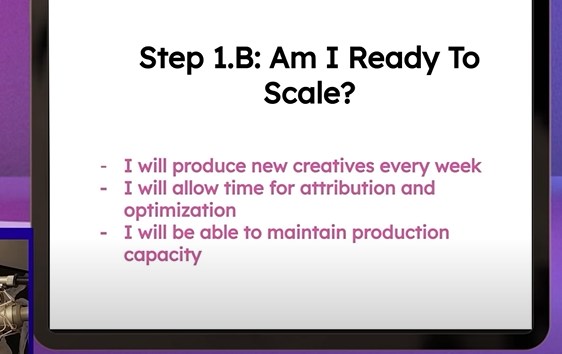 Step 1.B: Am I Ready To
Scale?
- I will produce new creatives every week
- I will allow time for attribution and
optimization
- I will be able to maintain production
capacity